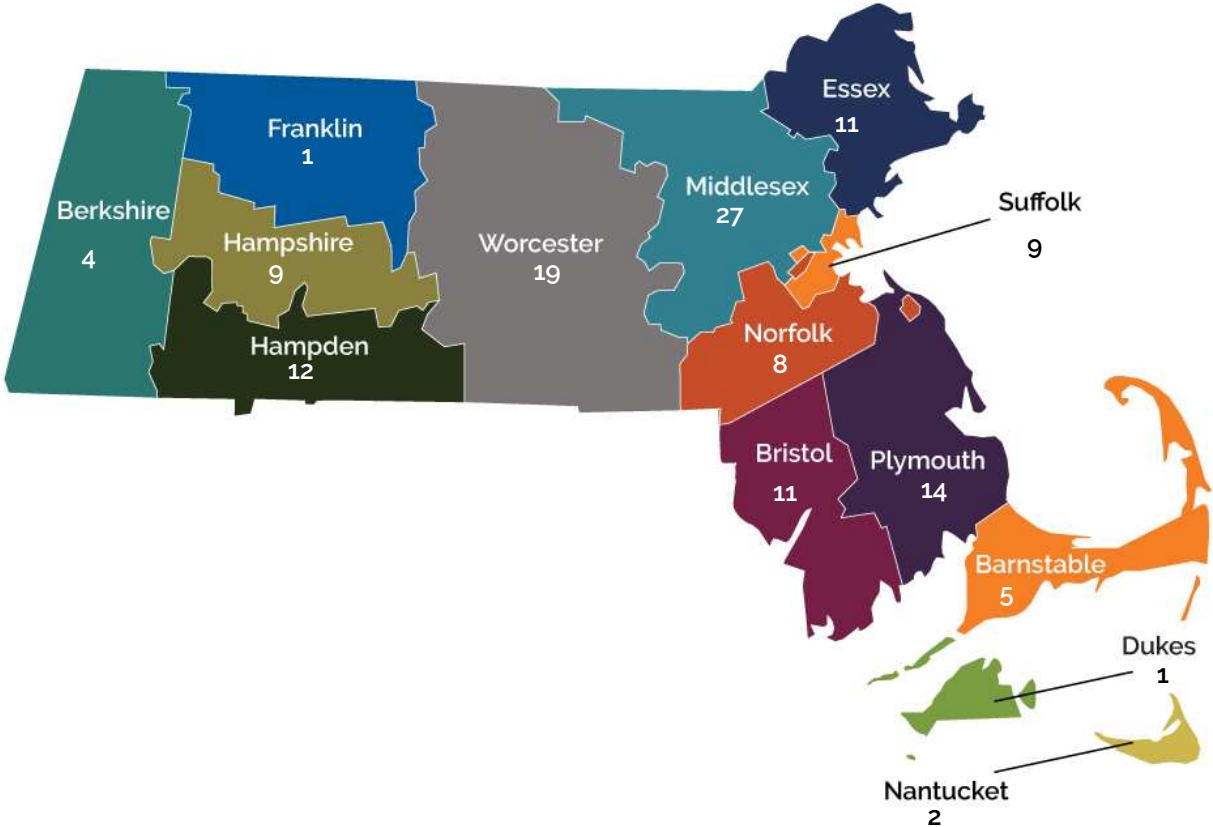 Essex
11
Franklin
1
Middlesex
27
Suffolk
9
Berkshire
4
Hampshire
9
Worcester
19
Norfolk
8
Hampden
12
Bristol
11
Plymouth
14
Barnstable
5
Dukes
1
Nantucket
2